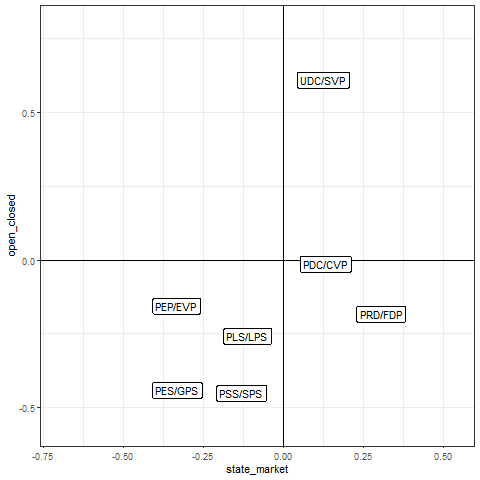 UDC/SVP
0.5
open_closed
0.0
PDC/CVP
PEP/EVP
PRD/FDP
PLS/LPS
PES/GPS
PSS/SPS
-0.5
-0.75
-0.50
-0.25
0.00
0.25
0.50
state_market